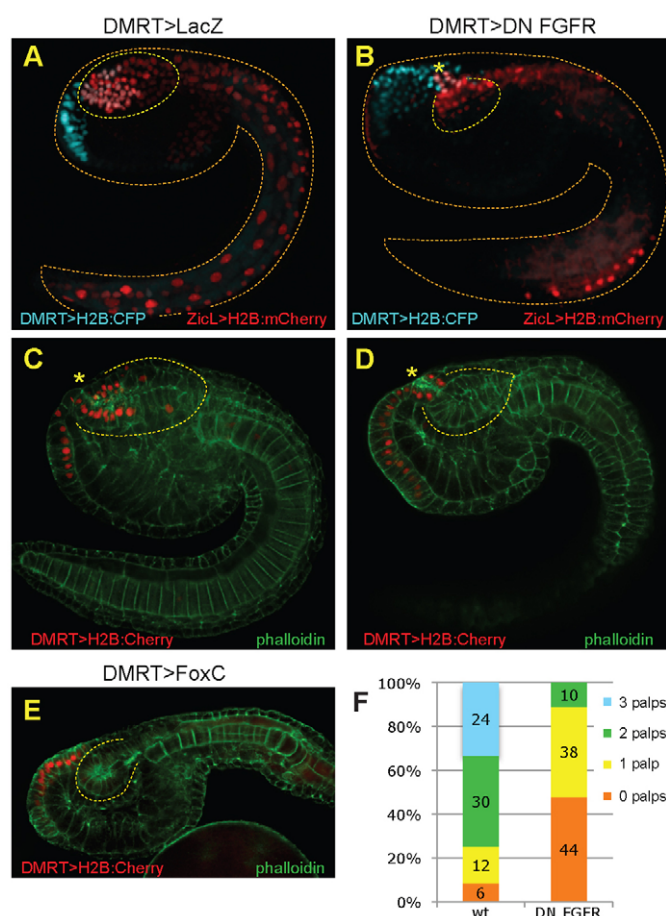 DMRT>LacZ
DMRT>DN FGFR
A
B
*
DMRT>H2B:CFP
ZicL>H2B:mCherry
DMRT>H2B:CFP
ZicL>H2B:mCherry
C
*
D
*
DMRT>H2B:Cherry
phalloidin
DMRT>H2B:Cherry
phalloidin
DMRT>FoxC
E
DMRT>H2B:Cherry
phalloidin
F
100%
80%
60%
40%
20%
0%
24
30
12
6
10
38
44
wt
DN FGFR
3 palps
2 palps
1 palp
0 palps